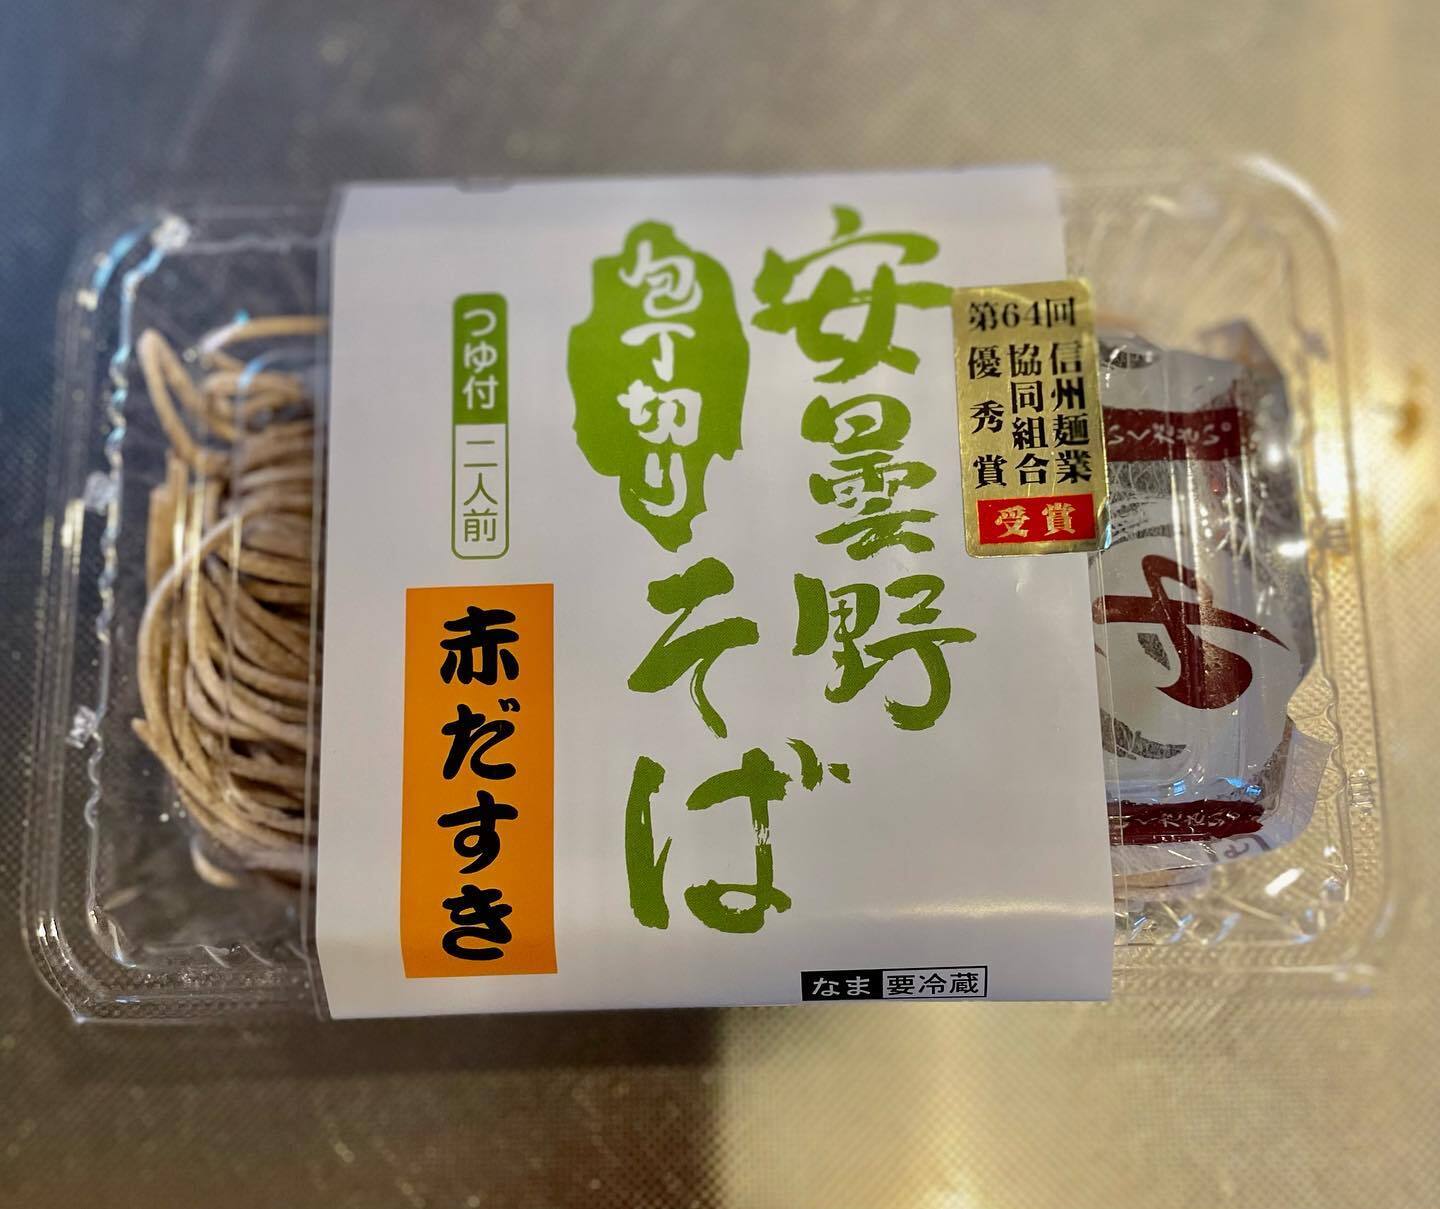 安曇野
包丁切り
そば
つゆ付
二人前
赤だすき
第64回
信州麺業
協同組合
優秀賞
受賞
なま 要冷蔵